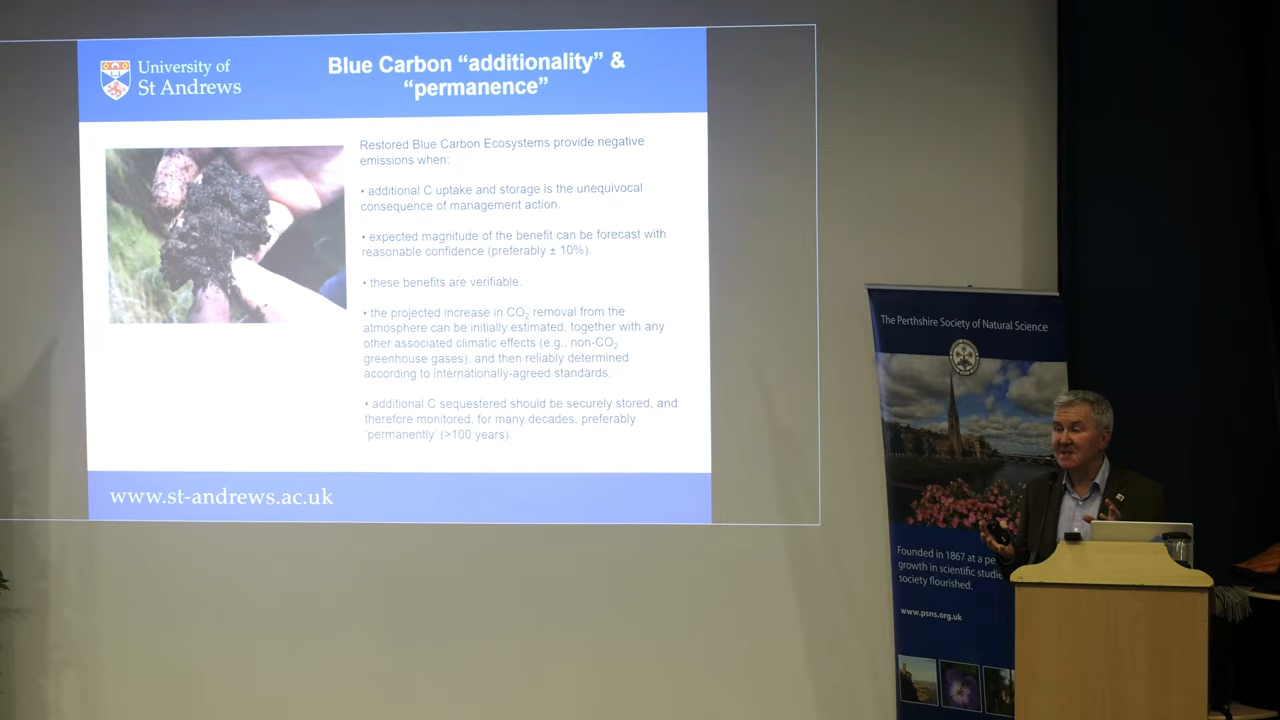 University of
St Andrews
Blue Carbon “additionality” &
“permanence”
Restored Blue Carbon Ecosystems provide negative
emissions when:
• additional C uptake and storage is the unequivocal
consequence of management action.
• expected magnitude of the benefit can be forecast with
reasonable confidence (preferably ± 10%).
• these benefits are verifiable.
• the projected increase in CO₂ removal from the
atmosphere can be initially estimated, together with any
other associated climatic effects (e.g., non-CO₂
greenhouse gases), and then reliably determined
according to internationally-agreed standards.
• additional C sequestered should be securely stored, and
therefore monitored, for many decades, preferably
‘permanently’ (>100 years).
www.st-andrews.ac.uk
The Perthshire Society of Natural Science
Founded in 1867 at a pe
growth in scientific studie
society flourished.
www.psns.org.uk